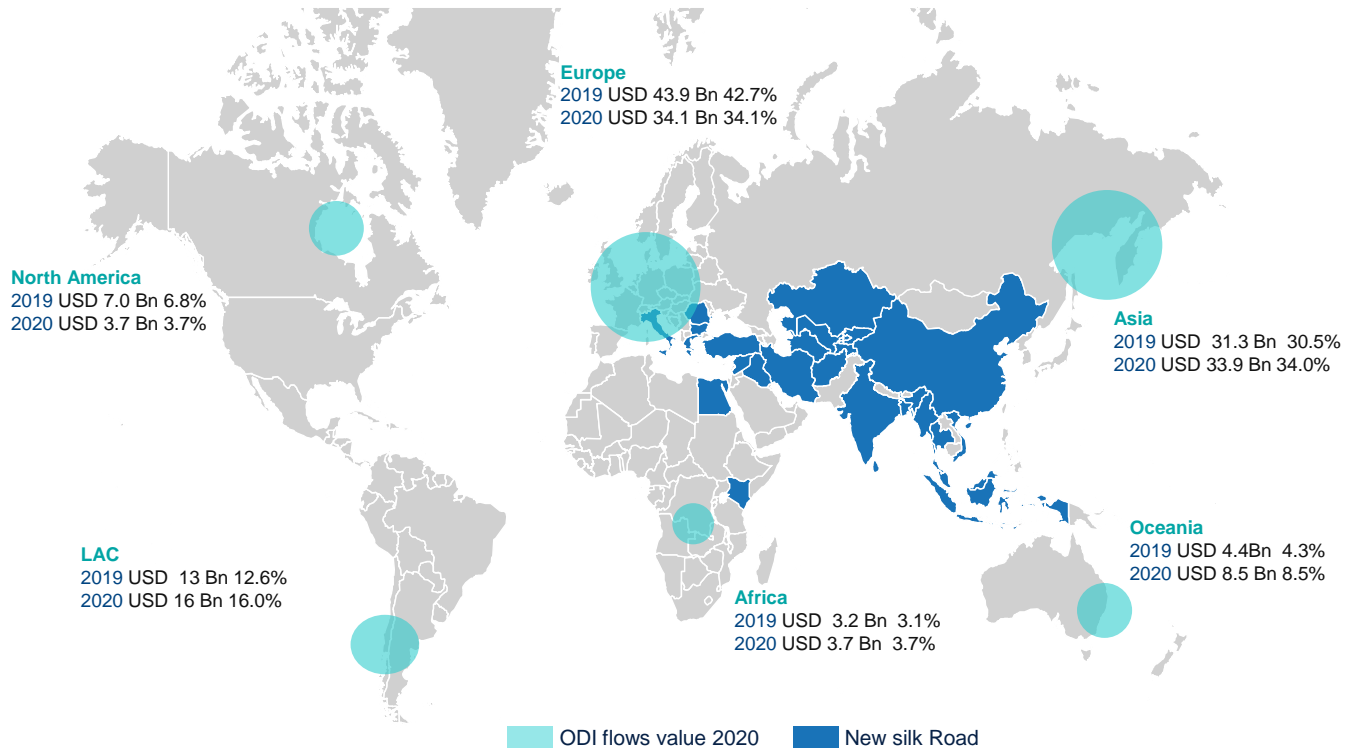 Europe
2019 USD 43.9 Bn 42.7%
2020 USD 34.1 Bn 34.1%
North America
2019 USD 7.0 Bn 6.8%
2020 USD 3.7 Bn 3.7%
Asia
2019 USD 31.3 Bn 30.5%
2020 USD 33.9 Bn 34.0%
LAC
2019 USD 13 Bn 12.6%
2020 USD 16 Bn 16.0%
Africa
2019 USD 3.2 Bn 3.1%
2020 USD 3.7 Bn 3.7%
Oceania
2019 USD 4.4Bn 4.3%
2020 USD 8.5 Bn 8.5%
ODI flows value 2020
New silk Road